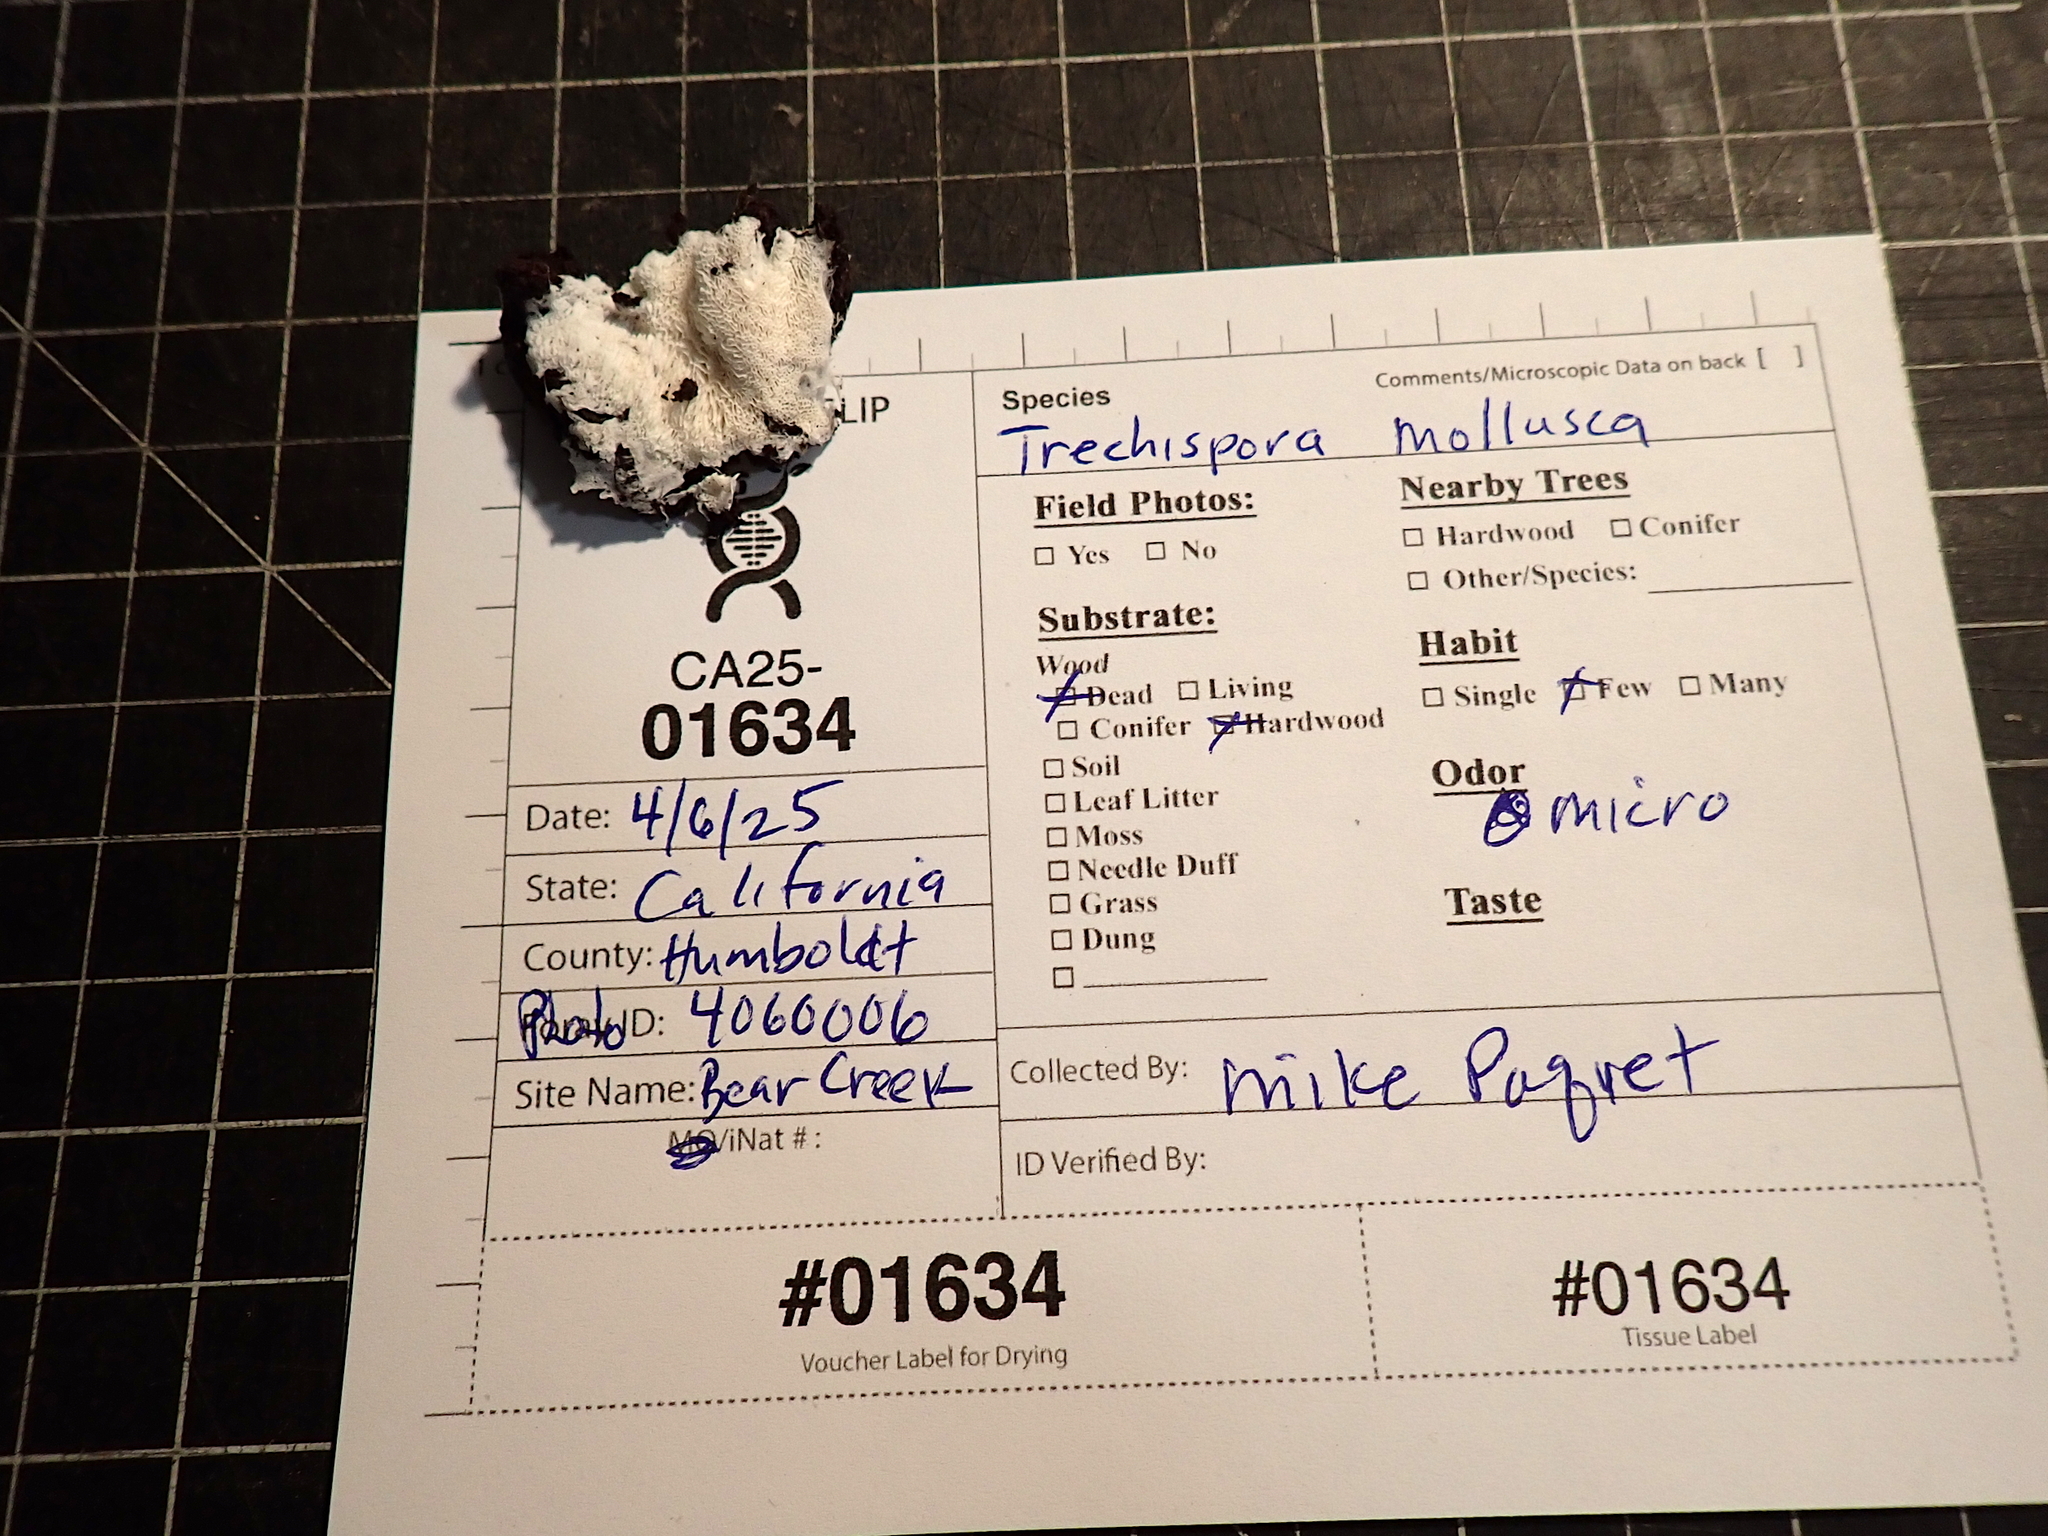 LIP
CA25-
01634
Date: 4/6/25
State: California
County: Humboldt
Photo ID: 4060006
Site Name: Bear Creek
/iNat # :
Comments/Microscopic Data on back [ ]
Species
Trechispora mollusca
Field Photos:
Yes No
Substrate:
Wood
Dead Living
Conifer Hardwood
Soil
Leaf Litter
Moss
Needle Duff
Grass
Dung
Nearby Trees
Hardwood Conifer
Other/Species:
Habit
Single Few Many
Odor
micro
Taste
Collected By: Mike Paqret
ID Verified By:
#01634
Voucher Label for Drying
#01634
Tissue Label